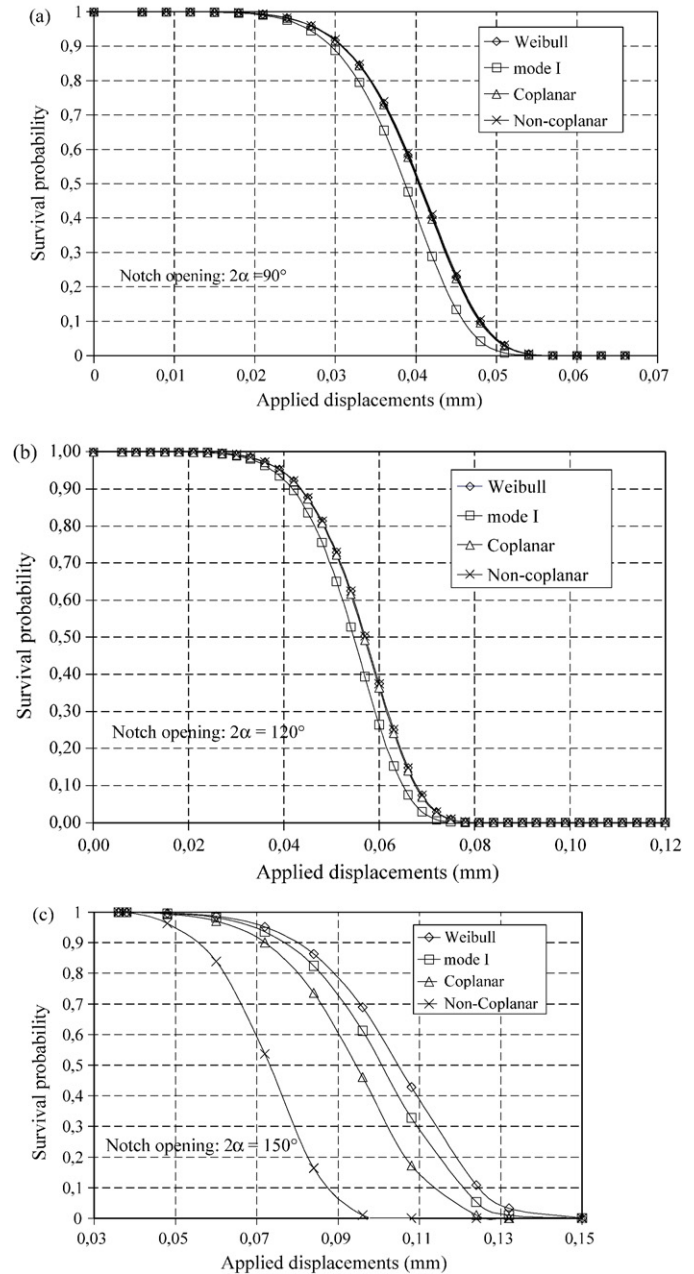 (a)
1
0,9
0,8
0,7
0,6
0,5
0,4
0,3
0,2
0,1
0
Survival probability
Weibull
mode I
Coplanar
Non-coplanar
Notch opening: 2α =90°
0 0,01 0,02 0,03 0,04 0,05 0,06 0,07
Applied displacements (mm)
(b)
1,00
0,90
0,80
0,70
0,60
0,50
0,40
0,30
0,20
0,10
0,00
Survival probability
Weibull
mode I
Coplanar
Non-coplanar
Notch opening: 2α = 120°
0,00 0,02 0,04 0,06 0,08 0,10 0,12
Applied displacements (mm)
(c)
1
0,9
0,8
0,7
0,6
0,5
0,4
0,3
0,2
0,1
0
Survival probability
Weibull
mode I
Coplanar
Non-Coplanar
Notch opening: 2α = 150°
0,03 0,05 0,07 0,09 0,11 0,13 0,15
Applied displacements (mm)